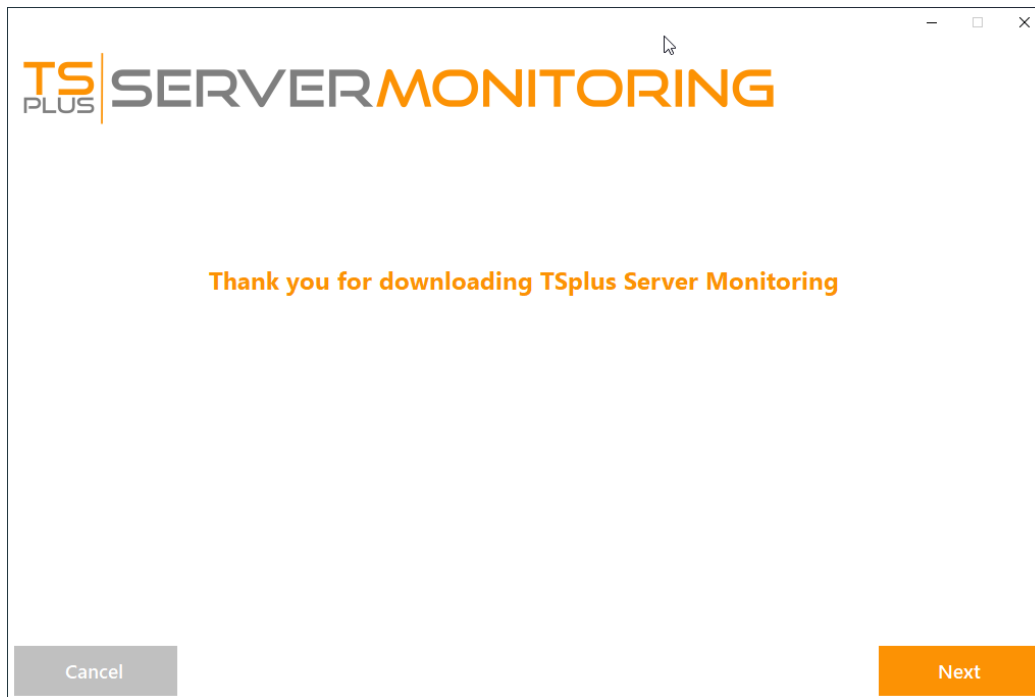 TS PLUS SERVERMONITORING
Thank you for downloading TSplus Server Monitoring
Cancel
Next